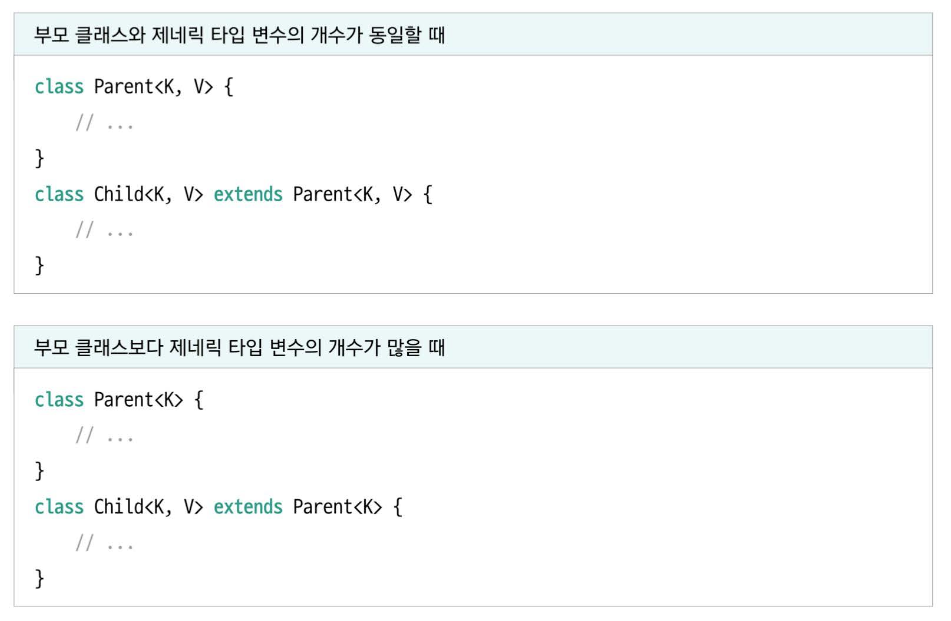 부모 클래스와 제네릭 타입 변수의 개수가 동일할 때
class Parent<K, V> {
    // ...
}
class Child<K, V> extends Parent<K, V> {
    // ...
}
부모 클래스보다 제네릭 타입 변수의 개수가 많을 때
class Parent<K> {
    // ...
}
class Child<K, V> extends Parent<K> {
    // ...
}